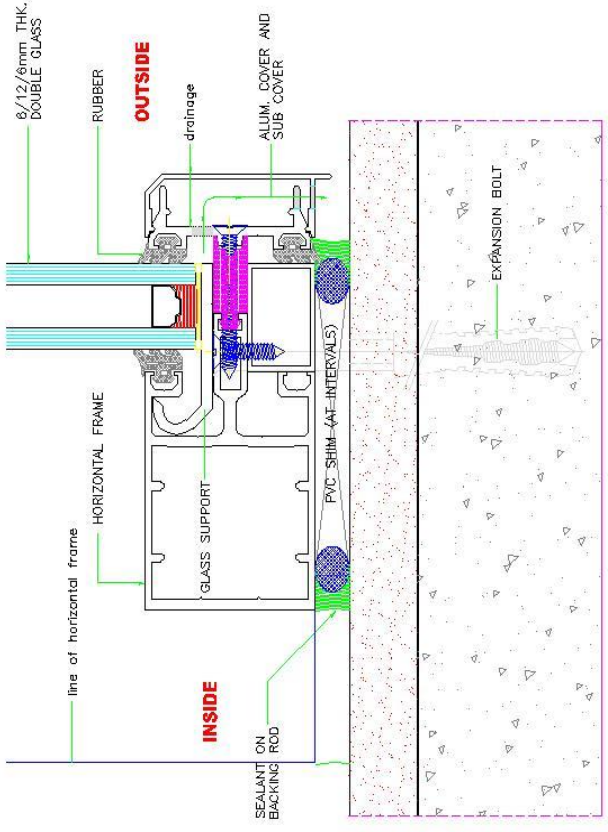 6/12/6mm THK.
DOUBLE GLASS
RUBBER
OUTSIDE
drainage
ALUM. COVER AND
SUB COVER
EXPANSION BOLT
HORIZONTAL FRAME
GLASS SUPPORT
PVC SHIM (AT INTERVALS)
line of horizontal frame
INSIDE
SEALANT ON
BACKING ROD